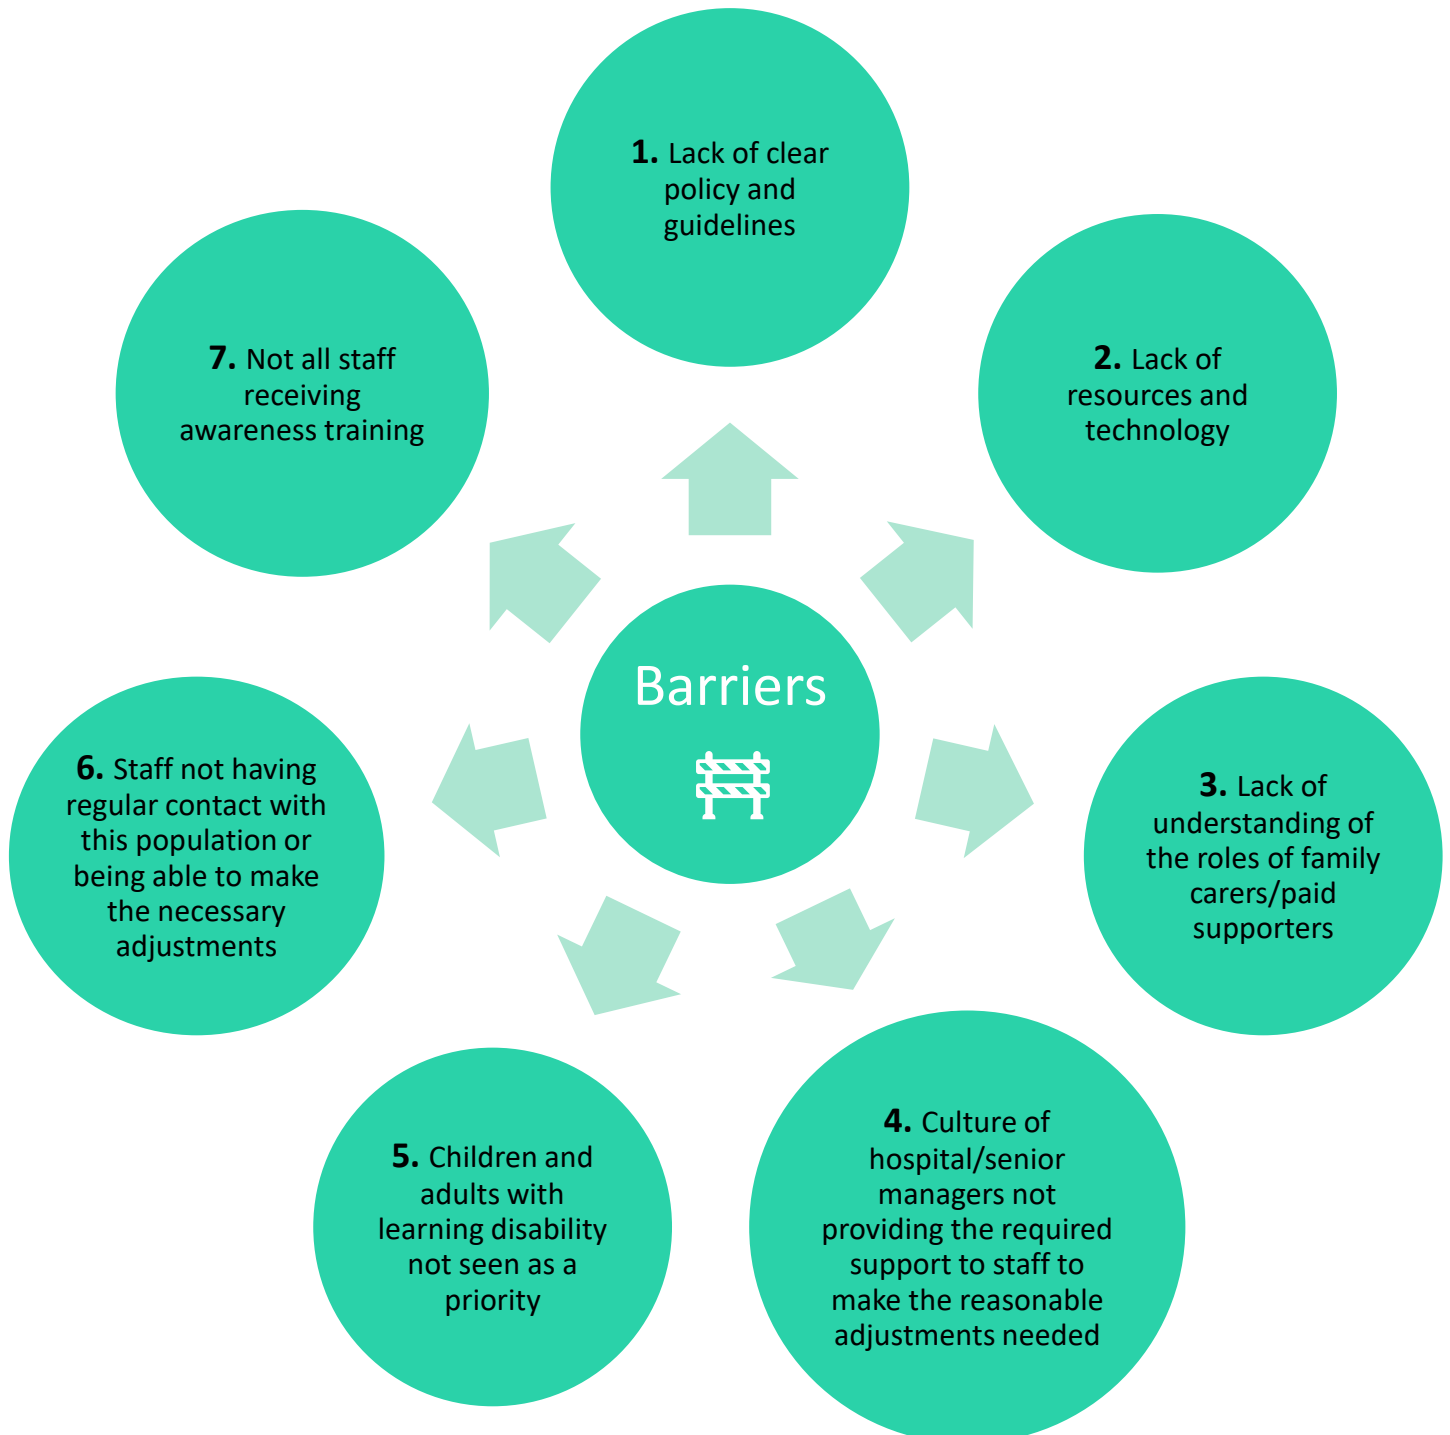 1. Lack of clear
policy and
guidelines
2. Lack of
resources and
technology
3. Lack of
understanding of
the roles of family
carers/paid
supporters
4. Culture of
hospital/senior
managers not
providing the required
support to staff to
make the reasonable
adjustments needed
5. Children and
adults with
learning disability
not seen as a
priority
6. Staff not having
regular contact with
this population or
being able to make
the necessary
adjustments
7. Not all staff
receiving
awareness training
Barriers